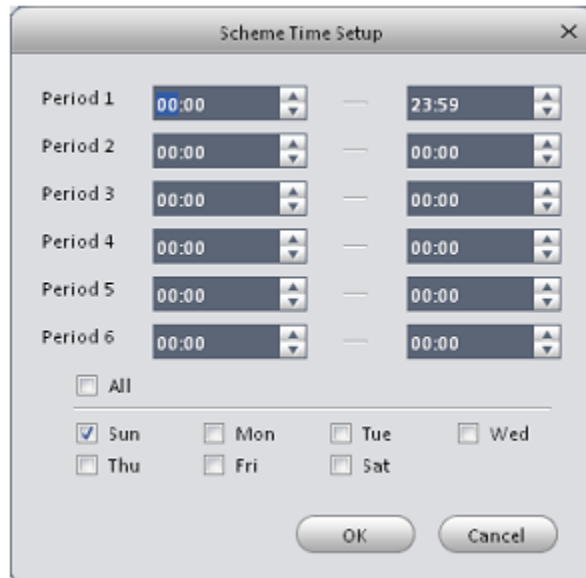 Scheme Time Setup
Period 1 00:00 — 23:59
Period 2 00:00 — 00:00
Period 3 00:00 — 00:00
Period 4 00:00 — 00:00
Period 5 00:00 — 00:00
Period 6 00:00 — 00:00
All
Sun Mon Tue Wed
Thu Fri Sat
OK Cancel